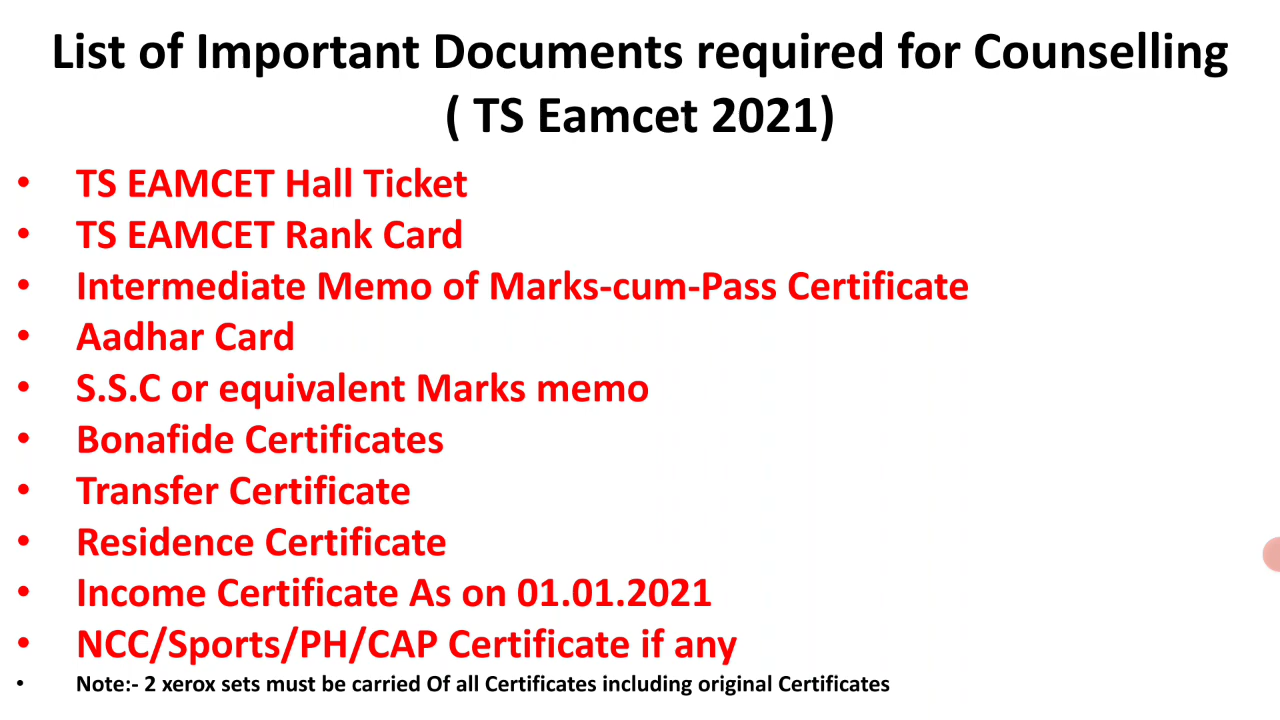 List of Important Documents required for Counselling
( TS Eamcet 2021)
• TS EAMCET Hall Ticket
• TS EAMCET Rank Card
• Intermediate Memo of Marks-cum-Pass Certificate
• Aadhar Card
• S.S.C or equivalent Marks memo
• Bonafide Certificates
• Transfer Certificate
• Residence Certificate
• Income Certificate As on 01.01.2021
• NCC/Sports/PH/CAP Certificate if any
• Note:- 2 xerox sets must be carried Of all Certificates including original Certificates